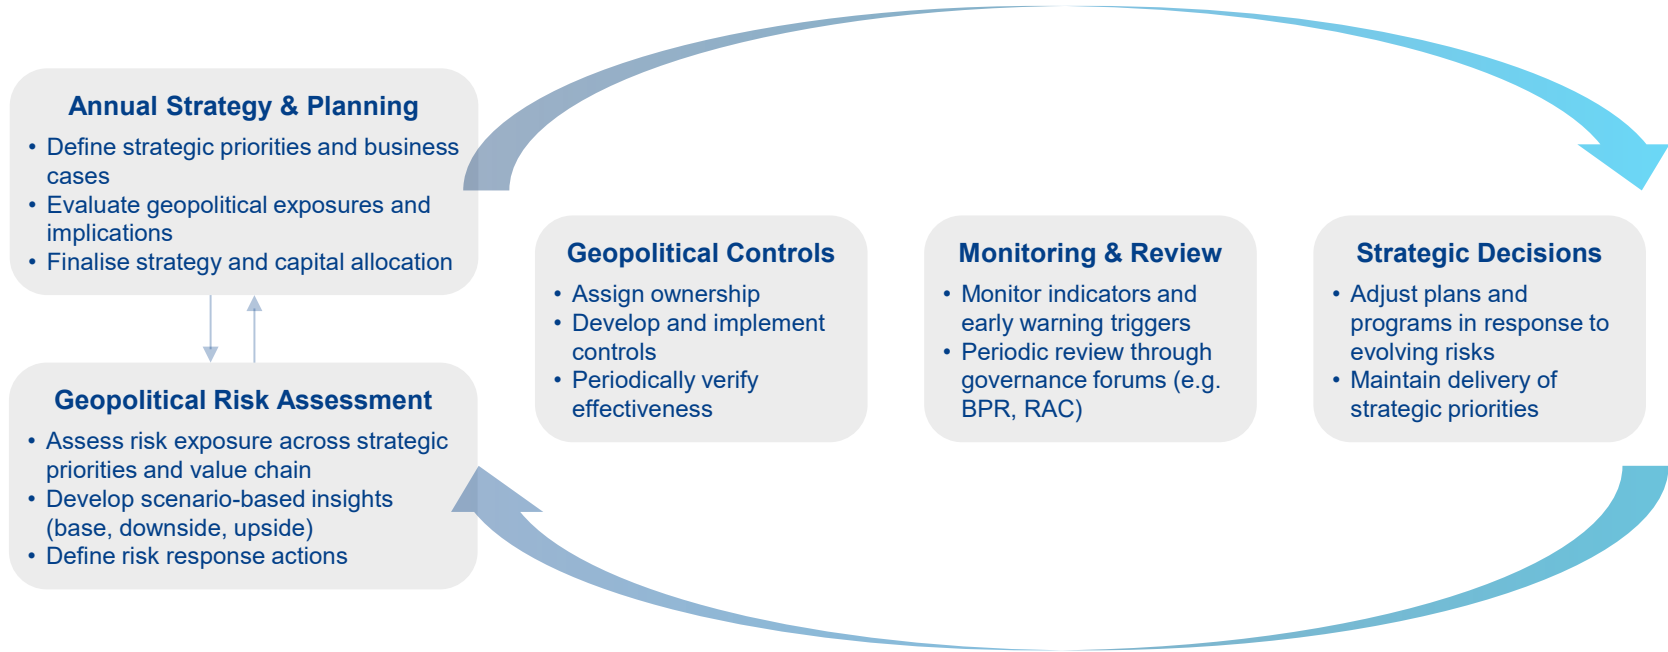 Annual Strategy & Planning
• Define strategic priorities and business
cases
• Evaluate geopolitical exposures and
implications
• Finalise strategy and capital allocation
Geopolitical Risk Assessment
• Assess risk exposure across strategic
priorities and value chain
• Develop scenario-based insights
(base, downside, upside)
• Define risk response actions
Geopolitical Controls
• Assign ownership
• Develop and implement
controls
• Periodically verify
effectiveness
Monitoring & Review
• Monitor indicators and
early warning triggers
• Periodic review through
governance forums (e.g.
BPR, RAC)
Strategic Decisions
• Adjust plans and
programs in response to
evolving risks
• Maintain delivery of
strategic priorities